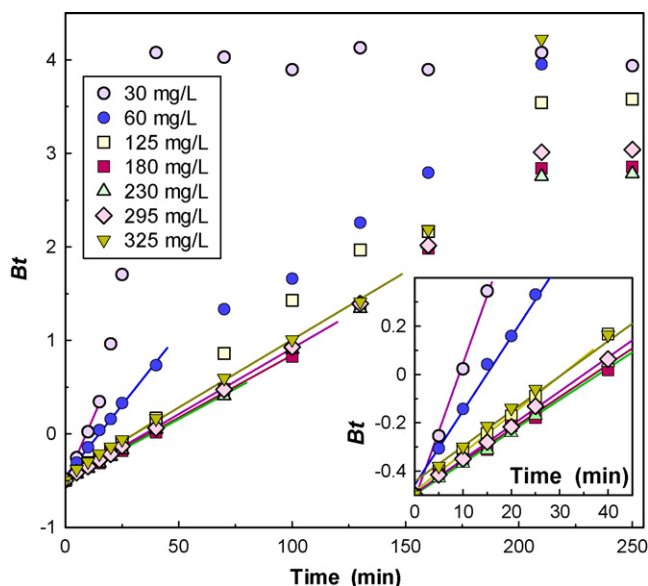 4
3
2
1
0
-1
Bt
30 mg/L
60 mg/L
125 mg/L
180 mg/L
230 mg/L
295 mg/L
325 mg/L
0.2
0
-0.2
-0.4
Bt
Time (min)
0 10 20 30 40
0 50 100 150 200 250
Time (min)